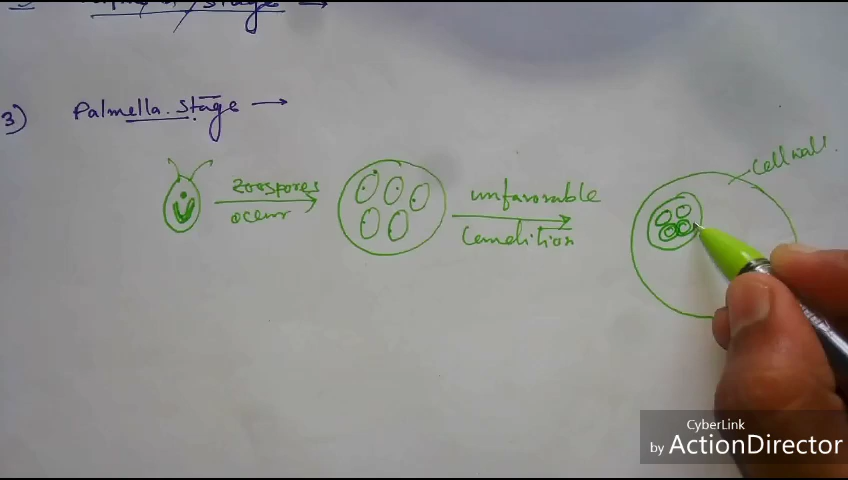 3) Palmella Stage →
Cell wall.
Zoospores
occur
unfavorable
Condition
CyberLink
by ActionDirector